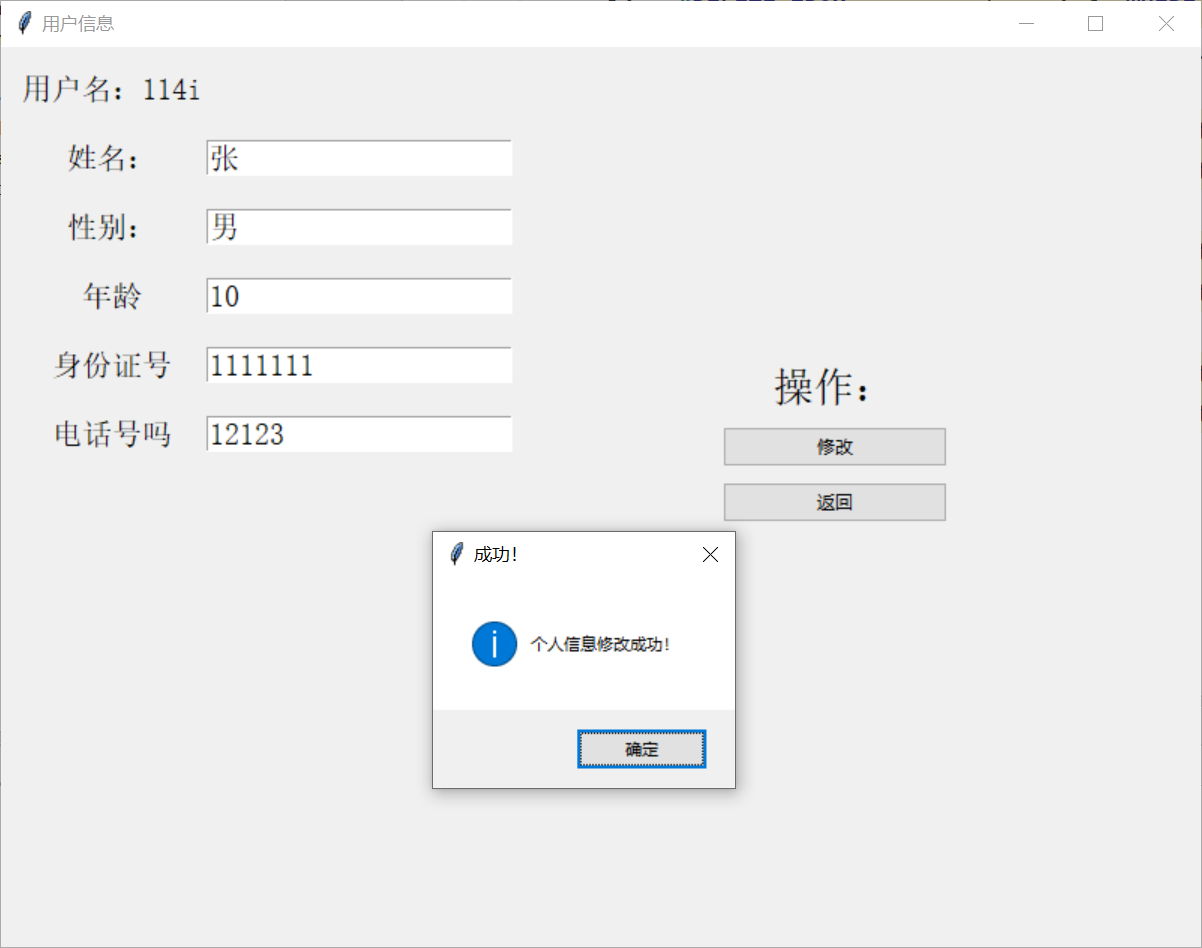 用户信息
用户名：114i
姓名： 张
性别： 男
年龄 10
身份证号 1111111
电话号吗 12123
操作：
修改
返回
成功！
个人信息修改成功！
确定